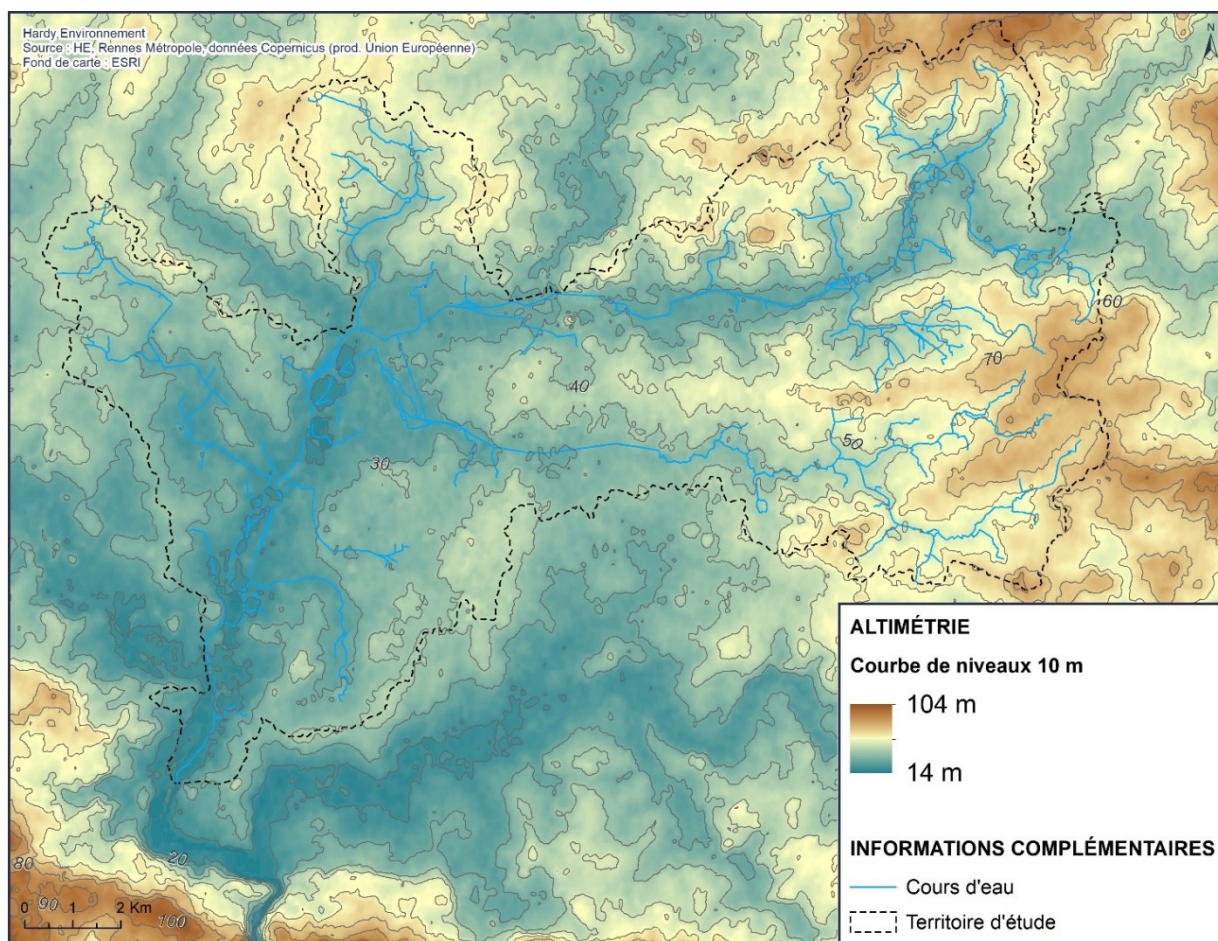 Hardy Environnement
Source : HE, Rennes Métropole, données Copernicus (prod. Union Européenne)
Fond de carte : ESRI
N
60
70
40
50
30
20
80
90
100
0 1 2 Km
ALTIMÉTRIE
Courbe de niveaux 10 m
104 m
14 m
INFORMATIONS COMPLÉMENTAIRES
Cours d'eau
Territoire d'étude